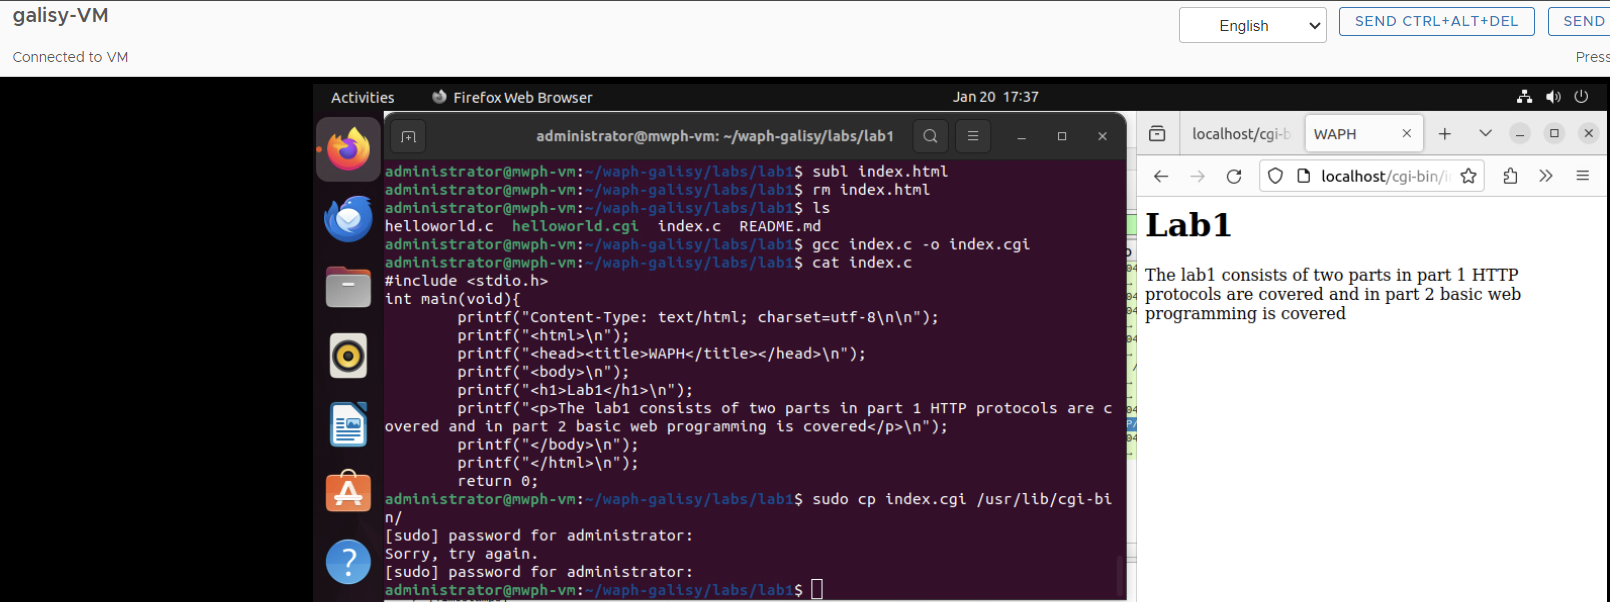 galisy-VM
English
SEND CTRL+ALT+DEL
SEND
Connected to VM
Press
Activities
Firefox Web Browser
Jan 20 17:37
administrator@mwph-vm: ~/waph-galisy/labs/lab1
administrator@mwph-vm:~/waph-galisy/labs/lab1$ subl index.html
administrator@mwph-vm:~/waph-galisy/labs/lab1$ rm index.html
administrator@mwph-vm:~/waph-galisy/labs/lab1$ ls
helloworld.c helloworld.cgi index.c README.md
administrator@mwph-vm:~/waph-galisy/labs/lab1$ gcc index.c -o index.cgi
administrator@mwph-vm:~/waph-galisy/labs/lab1$ cat index.c
#include <stdio.h>
int main(void){
printf("Content-Type: text/html; charset=utf-8\n\n");
printf("<html>\n");
printf("<head><title>WAPH</title></head>\n");
printf("<body>\n");
printf("<h1>Lab1</h1>\n");
printf("<p>The lab1 consists of two parts in part 1 HTTP protocols are c
overed and in part 2 basic web programming is covered</p>\n");
printf("</body>\n");
printf("</html>\n");
return 0;
administrator@mwph-vm:~/waph-galisy/labs/lab1$ sudo cp index.cgi /usr/lib/cgi-bi
n/
[sudo] password for administrator:
Sorry, try again.
[sudo] password for administrator:
administrator@mwph-vm:~/waph-galisy/labs/lab1$
localhost/cgi-b
WAPH
localhost/cgi-bin/i
Lab1
The lab1 consists of two parts in part 1 HTTP
protocols are covered and in part 2 basic web
programming is covered